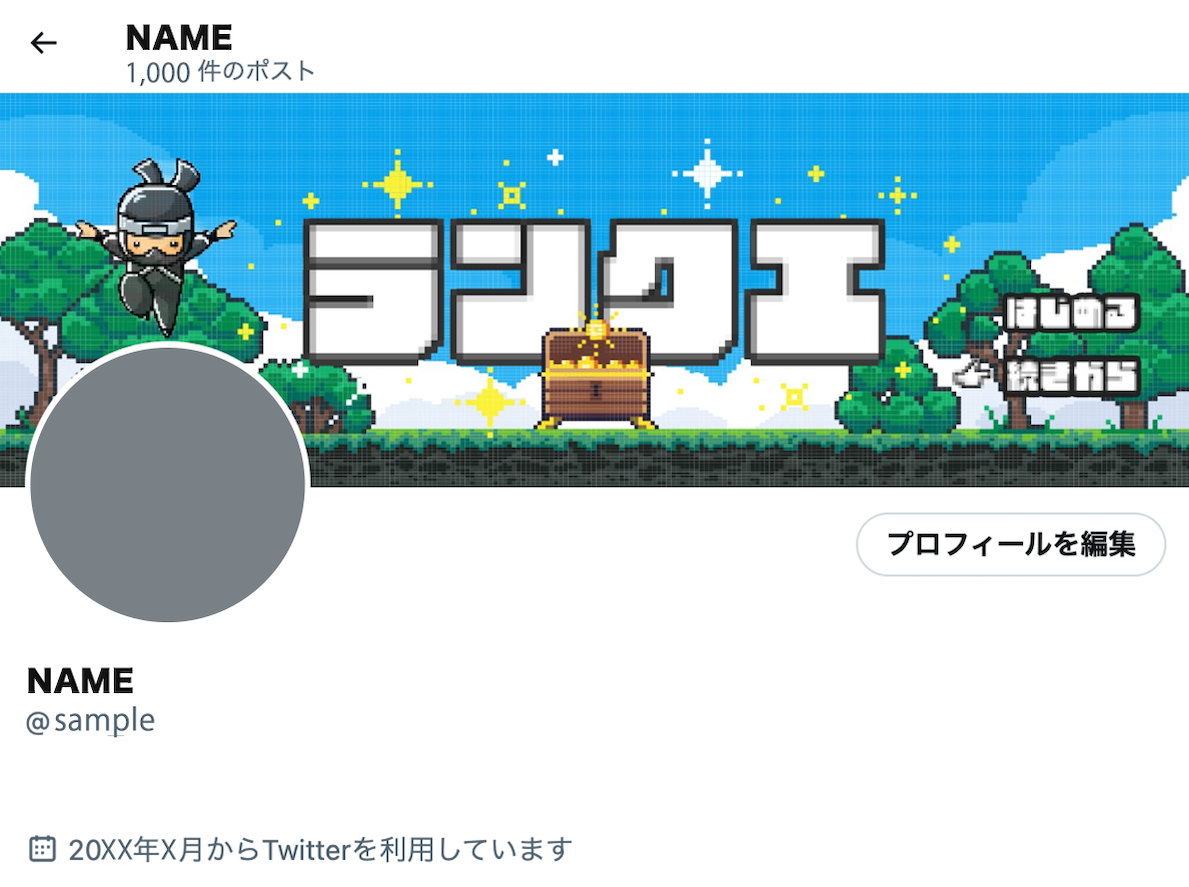 NAME
1,000 件のポスト
ランクエ
はじめる
続きから
プロフィールを編集
NAME
@sample
20XX年X月からTwitterを利用しています